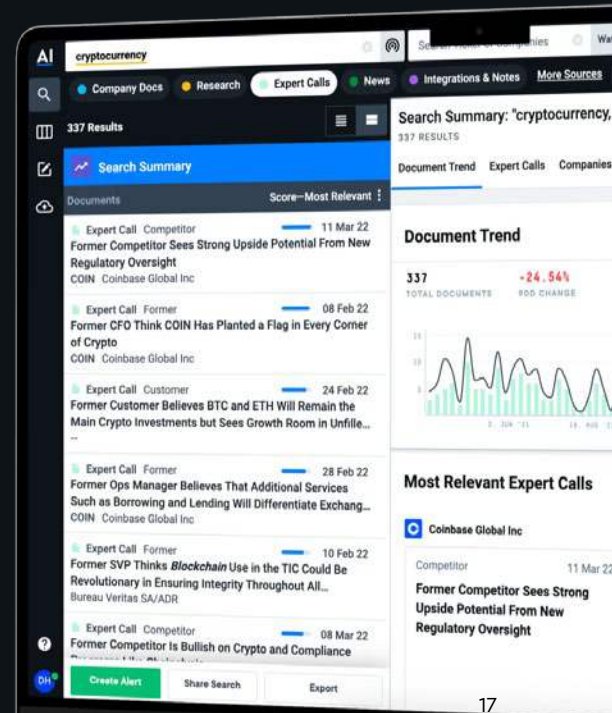 AI
cryptocurrency
Company Docs
Research
Expert Calls
News
Integrations & Notes
More Sources
337 Results
Search Summary
Documents
Score—Most Relevant
Expert Call Competitor
11 Mar 22
Former Competitor Sees Strong Upside Potential From New
Regulatory Oversight
COIN Coinbase Global Inc
Expert Call Former
08 Feb 22
Former CFO Think COIN Has Planted a Flag in Every Corner
of Crypto
COIN Coinbase Global Inc
Expert Call Customer
24 Feb 22
Former Customer Believes BTC and ETH Will Remain the
Main Crypto Investments but Sees Growth Room in Unfille...
--
Expert Call Former
28 Feb 22
Former Ops Manager Believes That Additional Services
Such as Borrowing and Lending Will Differentiate Exchang...
COIN Coinbase Global Inc
Expert Call Former
10 Feb 22
Former SVP Thinks Blockchain Use in the TIC Could Be
Revolutionary in Ensuring Integrity Throughout All...
Bureau Veritas SA/ADR
Expert Call Competitor
08 Mar 22
Former Competitor Is Bullish on Crypto and Compliance
Create Alert
Share Search
Export
DH
Search Summary: "cryptocurrency,
337 RESULTS
Document Trend
Expert Calls
Companies
Document Trend
337
-24.54%
TOTAL DOCUMENTS
90D CHANGE
Most Relevant Expert Calls
Coinbase Global Inc
Competitor
11 Mar 22
Former Competitor Sees Strong
Upside Potential From New
Regulatory Oversight
17